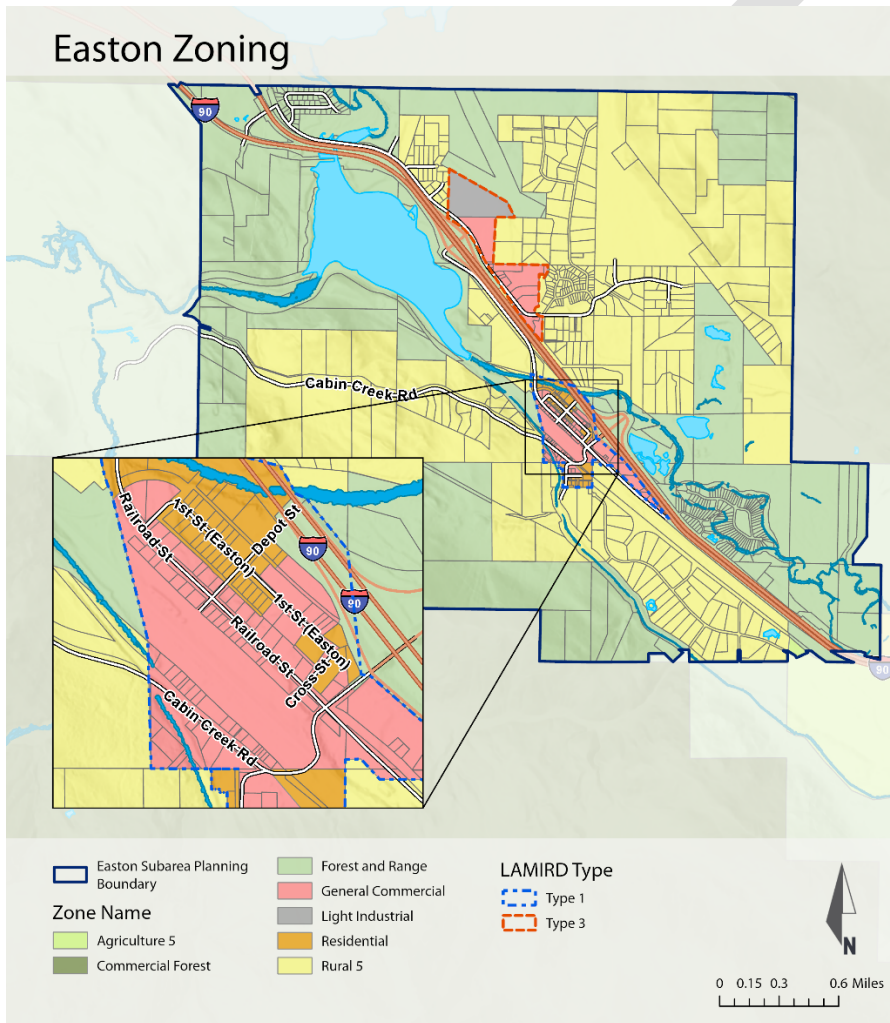 Easton Zoning
90
Cabin Creek Rd
Railroad St
1st St (Easton)
Depot St
90
90
1st St (Easton)
Railroad St
Cross St
Cabin Creek Rd
90
Easton Subarea Planning
Boundary
Zone Name
Agriculture 5
Commercial Forest
Forest and Range
General Commercial
Light Industrial
Residential
Rural 5
LAMIRD Type
Type 1
Type 3
N
0 0.15 0.3 0.6 Miles